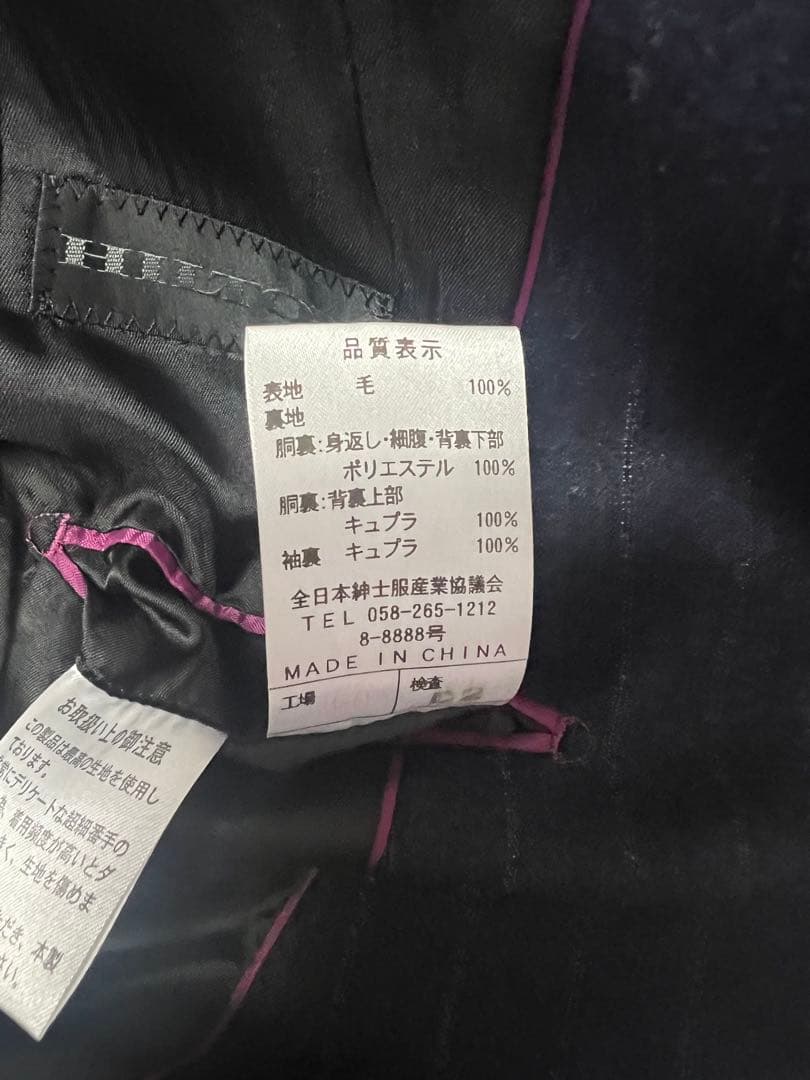 HILTO
品質表示
表地 毛 100%
裏地
胴裏:身返し・細腹・背裏下部
ポリエステル 100%
胴裏:背裏上部
キュプラ 100%
袖裏 キュプラ 100%
全日本紳士服産業協議会
TEL 058-265-1212
8-8888号
MADE IN CHINA
工場 検査
お取扱い上の御注意
この製品は最高の生地を使用し
ております。
常にデリケートな超細番手の
着用頻度が高いとダ
きく、生地を傷めま
ただき、本製
さい。